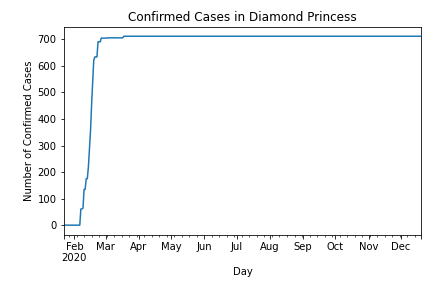 Confirmed Cases in Diamond Princess
Number of Confirmed Cases
700
600
500
400
300
200
100
0
Feb Mar Apr May Jun Jul Aug Sep Oct Nov Dec
2020
Day